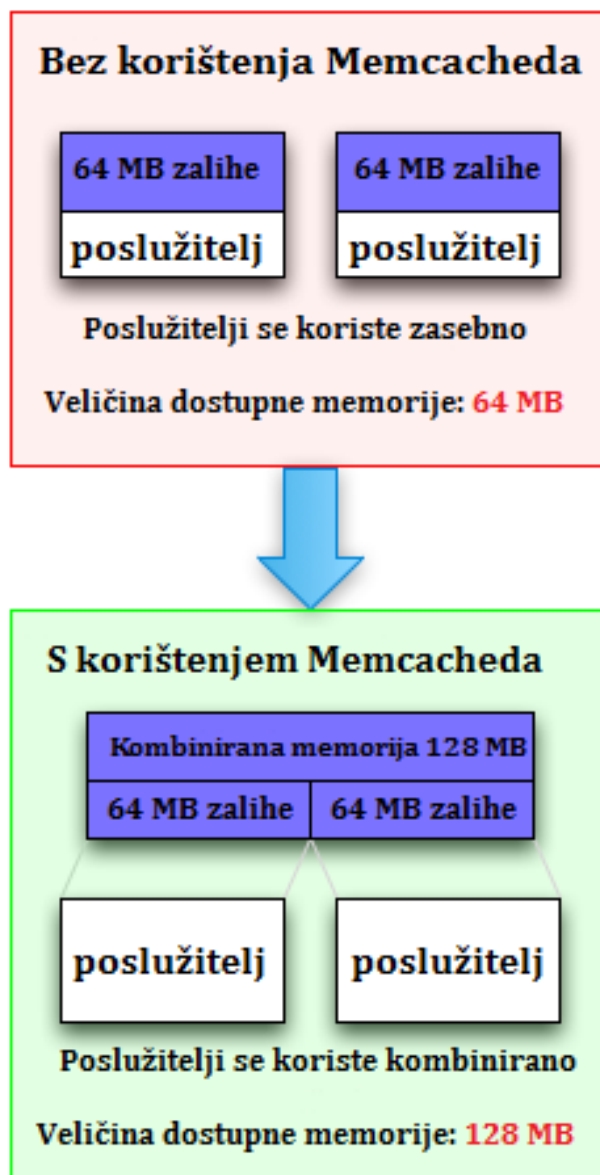 Bez korištenja Memcacheda
64 MB zalihe
64 MB zalihe
poslužitelj
poslužitelj
Poslužitelji se koriste zasebno
Veličina dostupne memorije: 64 MB
S korištenjem Memcacheda
Kombinirana memorija 128 MB
64 MB zalihe
64 MB zalihe
poslužitelj
poslužitelj
Poslužitelji se koriste kombinirano
Veličina dostupne memorije: 128 MB